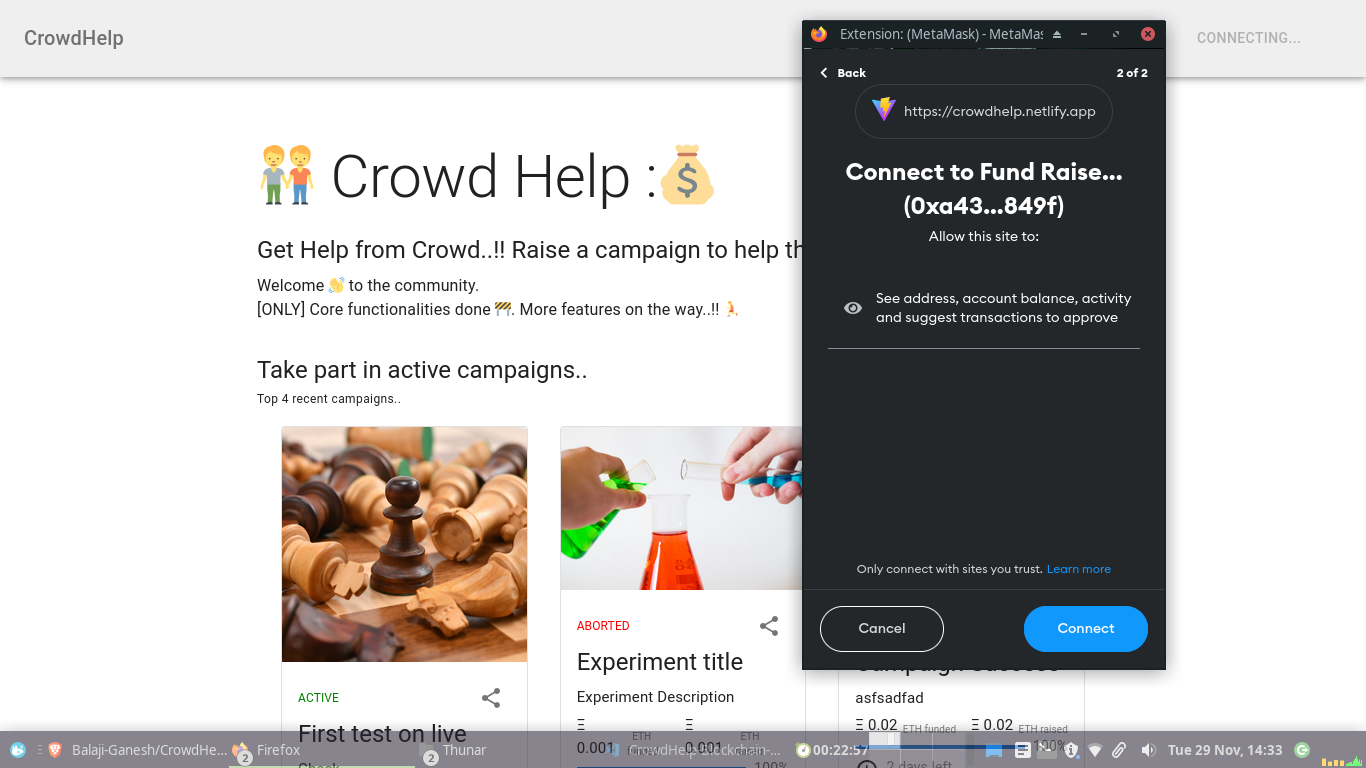 CrowdHelp
CONNECTING...
Extension: (MetaMask) - MetaMas
Back
2 of 2
https://crowdhelp.netlify.app
Connect to Fund Raise...
(0xa43...849f)
Allow this site to:
See address, account balance, activity
and suggest transactions to approve
Only connect with sites you trust. Learn more
Cancel
Connect
Crowd Help :
$
Get Help from Crowd..!! Raise a campaign to help th
Welcome to the community.
[ONLY] Core functionalities done. More features on the way..!!
Take part in active campaigns..
Top 4 recent campaigns..
ACTIVE
First test on live
ABORTED
Experiment title
Experiment Description
Ξ
0.001
ETH
Ξ
0.001
ETH
100%
asfsadfad
Ξ 0.02 ETH funded
Ξ 0.02 ETH raised
100%
2 days left
Balaji-Ganesh/CrowdHe...
2
Firefox
2
Thunar
00:22:57
Tue 29 Nov, 14:33